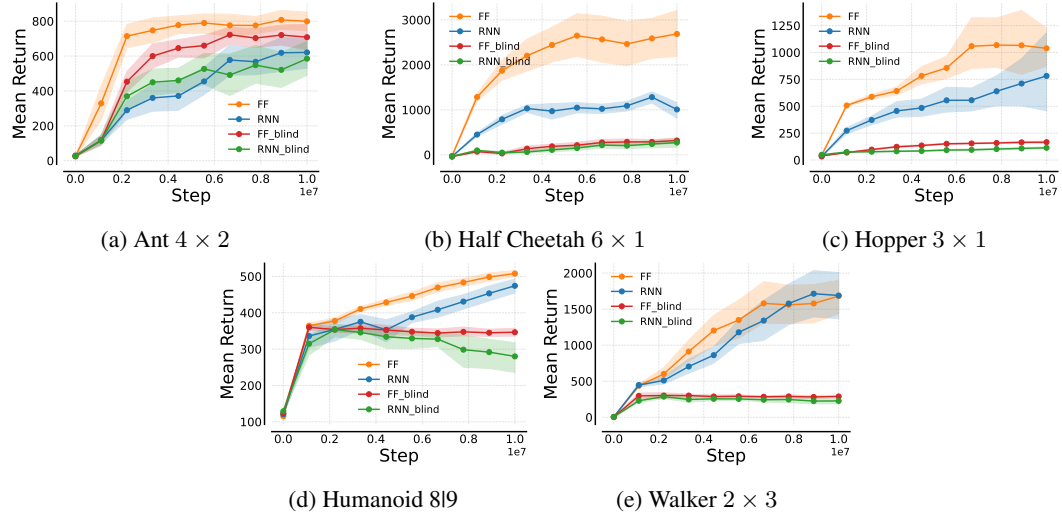 800
600
400
200
0
Mean Return
0.0 0.2 0.4 0.6 0.8 1.0
1e7
Step
FF
RNN
FF_blind
RNN_blind
(a) Ant 4 × 2
3000
2000
1000
0
Mean Return
0.0 0.2 0.4 0.6 0.8 1.0
1e7
Step
FF
RNN
FF_blind
RNN_blind
(b) Half Cheetah 6 × 1
1250
1000
750
500
250
0
Mean Return
0.0 0.2 0.4 0.6 0.8 1.0
1e7
Step
FF
RNN
FF_blind
RNN_blind
(c) Hopper 3 × 1
500
400
300
200
100
Mean Return
0.0 0.2 0.4 0.6 0.8 1.0
1e7
Step
FF
RNN
FF_blind
RNN_blind
(d) Humanoid 8|9
2000
1500
1000
500
0
Mean Return
0.0 0.2 0.4 0.6 0.8 1.0
1e7
Step
FF
RNN
FF_blind
RNN_blind
(e) Walker 2 × 3